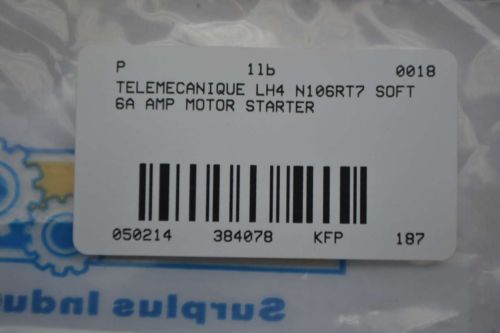 P 1lb 0018
TELEMECANIQUE LH4 N106RT7 SOFT
6A AMP MOTOR STARTER
050214 384078 KFP 187
Surplus Indu